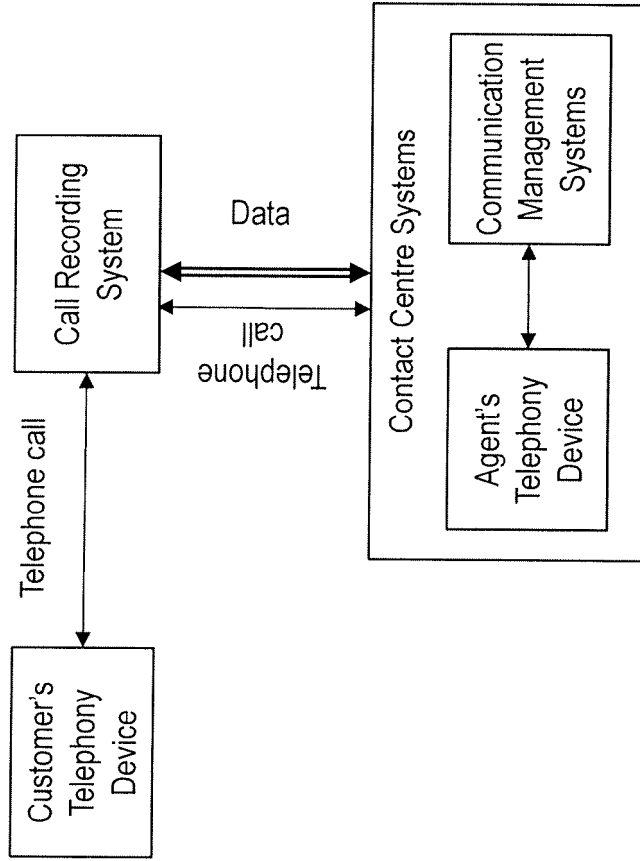 Customer's
Telephony
Device
Telephone call
Call Recording
System
Telephone
call
Data
Contact Centre Systems
Agent's
Telephony
Device
Communication
Management
Systems